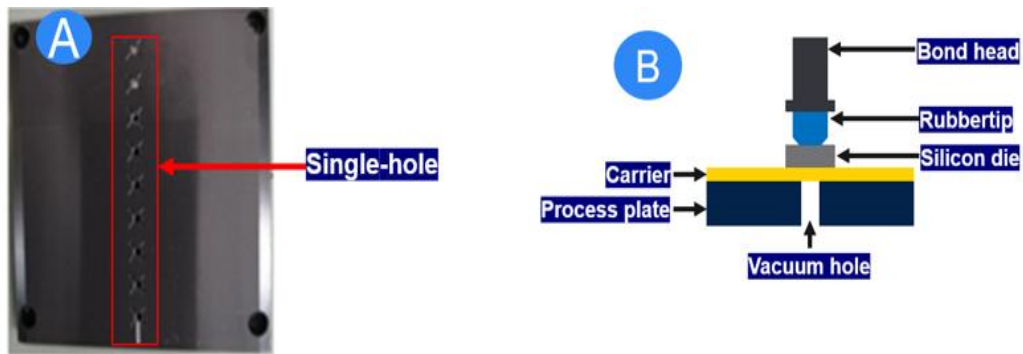 A
Single-hole
B
Bond head
Rubbertip
Silicon die
Carrier
Process plate
Vacuum hole